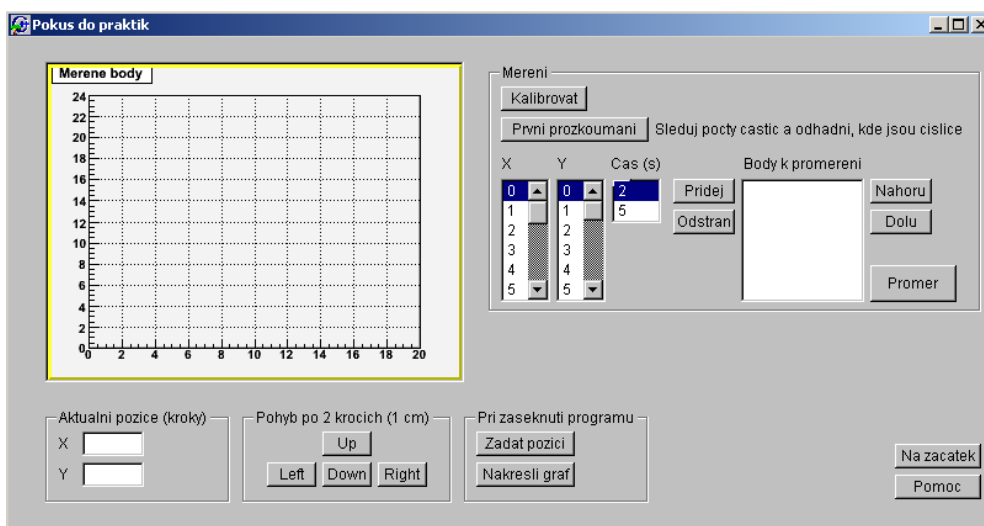 Pokus do praktik
Merene body
24
22
20
18
16
14
12
10
8
6
4
2
0
0 2 4 6 8 10 12 14 16 18 20
Mereni
Kalibrovat
Prvni prozkoumani Sleduj pocty castic a odhadni, kde jsou cislice
X Y Cas (s) Body k promereni
0 0 2 Pridej Nahoru
1 1 5 Odstran Dolu
2 2
3 3
4 4 Promer
5 5
Aktualni pozice (kroky)
X
Y
Pohyb po 2 krocich (1 cm)
Up
Left Down Right
Pri zaseknuti programu
Zadat pozici
Nakresli graf
Na zacatek
Pomoc